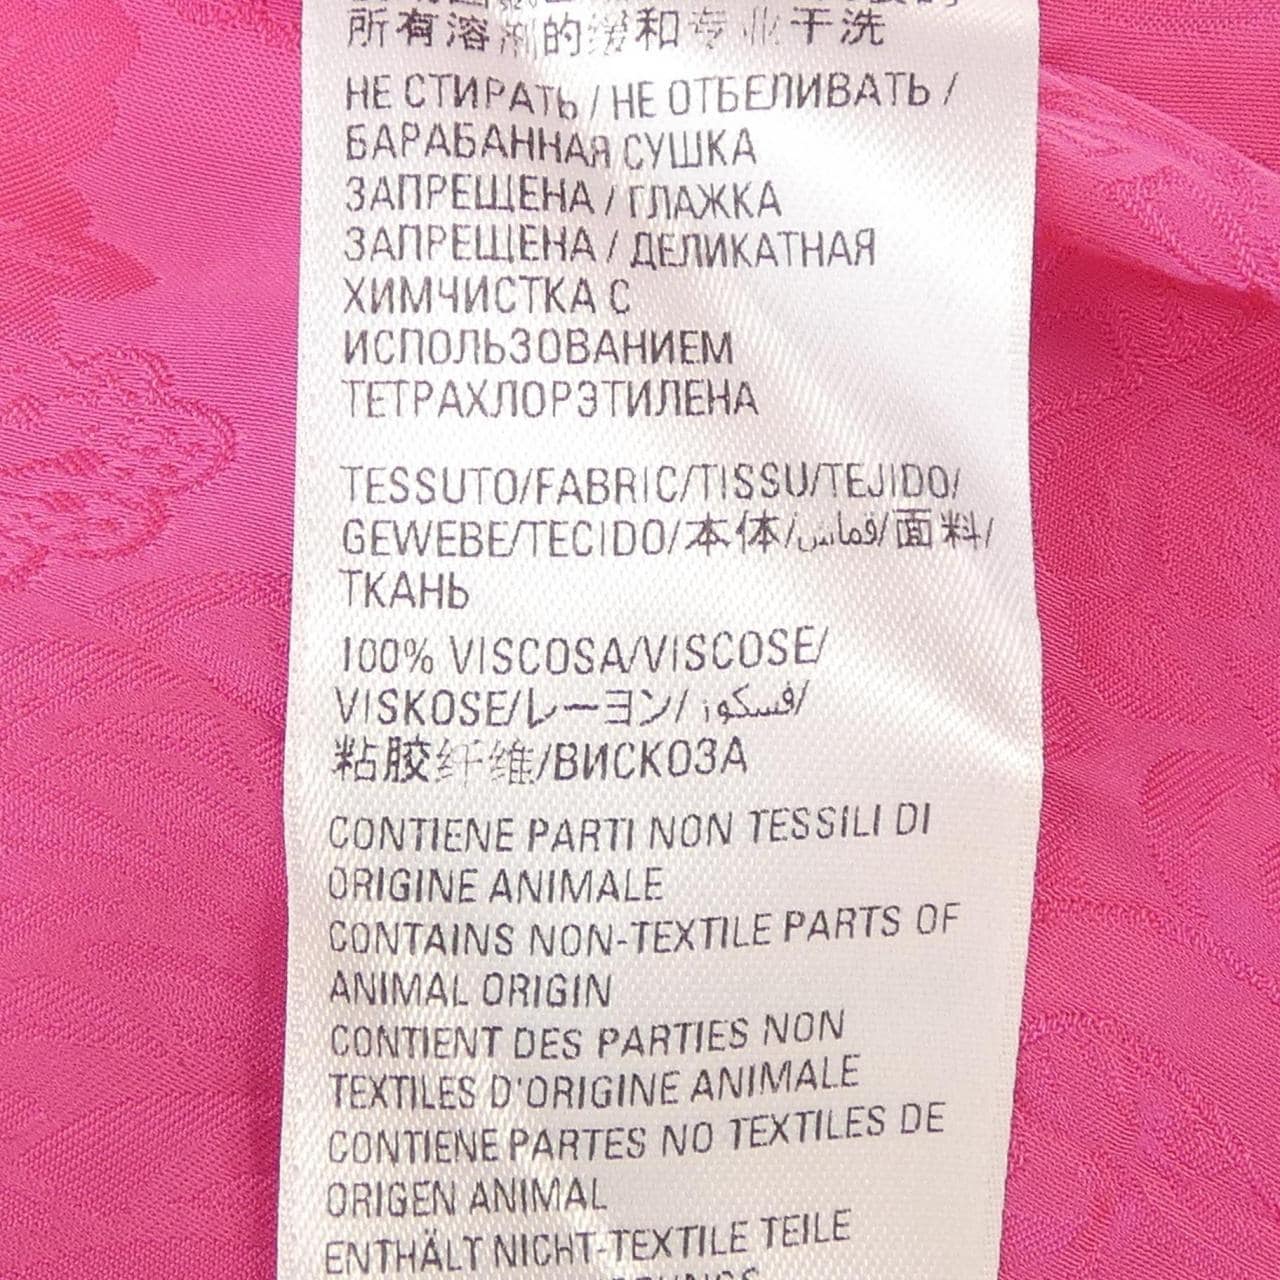 所有溶剂的缓和专业干洗
НЕ СТИРАТЬ / НЕ ОТБЕЛИВАТЬ /
БАРАБАННАЯ СУШКА
ЗАПРЕЩЕНА / ГЛАЖКА
ЗАПРЕЩЕНА / ДЕЛИКАТНАЯ
ХИМЧИСТКА С
ИСПОЛЬЗОВАНИЕМ
ТЕТРАХЛОРЭТИЛЕНА
TESSUTO/FABRIC/TISSU/TEJIDO/
GEWEBE/TECIDO/本体/قماش/面料/
ТКАНЬ
100% VISCOSA/VISCOSE/
VISKOSE/レーヨン/فسكوز/
粘胶纤维/ВИСКОЗА
CONTIENE PARTI NON TESSILI DI
ORIGINE ANIMALE
CONTAINS NON-TEXTILE PARTS OF
ANIMAL ORIGIN
CONTIENT DES PARTIES NON
TEXTILES D'ORIGINE ANIMALE
CONTIENE PARTES NO TEXTILES DE
ORIGEN ANIMAL
ENTHÄLT NICHT-TEXTILE TEILE